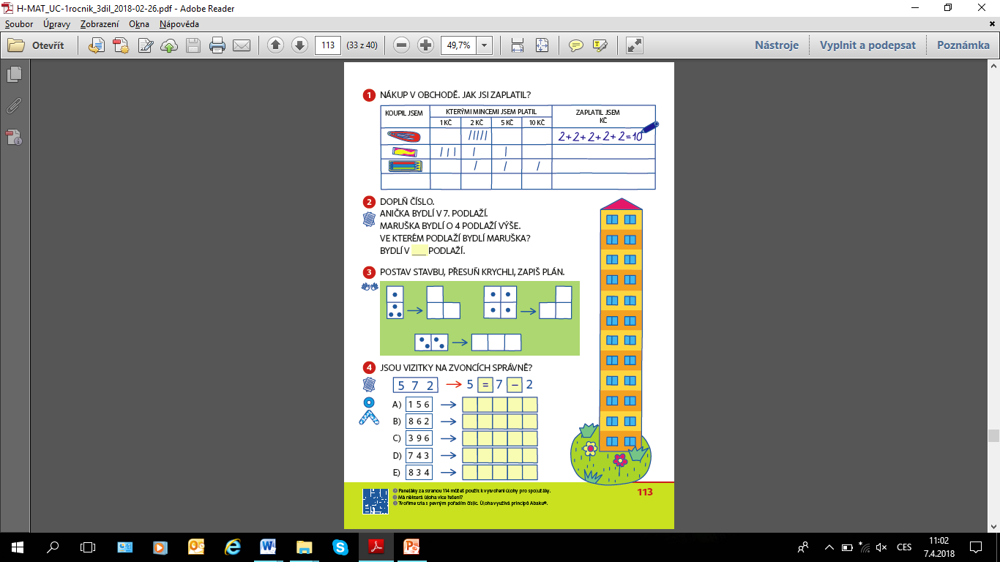 H-MAT_UC-1rocnik_3dil_2018-02-26.pdf - Adobe Reader
Soubor Úpravy Zobrazení Okna Nápověda
Otevřít 113 (33 z 40) 49,7% Nástroje Vyplnit a podepsat Poznámka
1 NÁKUP V OBCHODĚ. JAK JSI ZAPLATIL?
KOUPIL JSEM KTERÝMI MINCEMI JSEM PLATIL ZAPLATIL JSEM KČ
1 KČ 2 KČ 5 KČ 10 KČ
///// 2+2+2+2+2=10
/// / /
/ / /
2 DOPLŇ ČÍSLO.
ANIČKA BYDLÍ V 7. PODLAŽÍ.
MARUŠKA BYDLÍ O 4 PODLAŽÍ VÝŠE.
VE KTERÉM PODLAŽÍ BYDLÍ MARUŠKA?
BYDLÍ V ___ PODLAŽÍ.
3 POSTAV STAVBU, PŘESUŇ KRYCHLI, ZAPIŠ PLÁN.
4 JSOU VIZITKY NA ZVONCÍCH SPRÁVNĚ?
5 7 2 → 5 = 7 − 2
A) 1 5 6 →
B) 8 6 2 →
C) 3 9 6 →
D) 7 4 3 →
E) 8 3 4 →
Paneláky za stranou 114 můžeš použít k vytvoření úlohy pro spolužáky.
Má některá úloha více řešení?
Tvoříme tria s pevným pořadím číslic. Úloha využívá principů Abaku®.
113
CES
11:02
7.4.2018